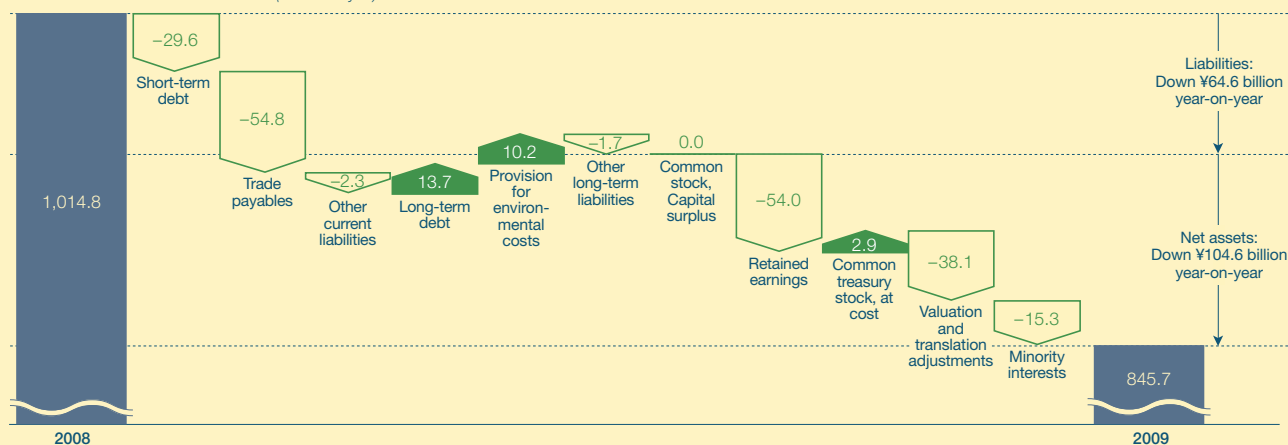 −29.6
Short-term
debt
−54.8
Trade
payables
−2.3
Other
current
liabilities
13.7
Long-term
debt
10.2
Provision
for
environ-
mental
costs
−1.7
Other
long-term
liabilities
0.0
Common
stock,
Capital
surplus
−54.0
Retained
earnings
2.9
Common
treasury
stock, at
cost
−38.1
Valuation
and
translation
adjustments
−15.3
Minority
interests
Liabilities:
Down ¥64.6 billion
year-on-year
Net assets:
Down ¥104.6 billion
year-on-year
1,014.8
845.7
2008
2009